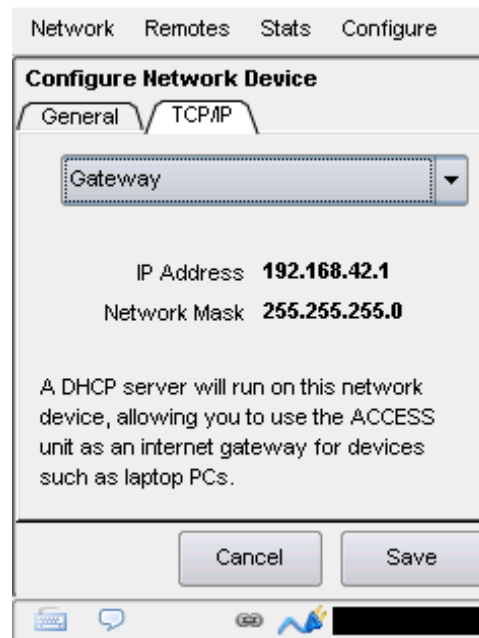 Network Remotes Stats Configure
Configure Network Device
General TCP/IP
Gateway
IP Address 192.168.42.1
Network Mask 255.255.255.0
A DHCP server will run on this network
device, allowing you to use the ACCESS
unit as an internet gateway for devices
such as laptop PCs.
Cancel Save